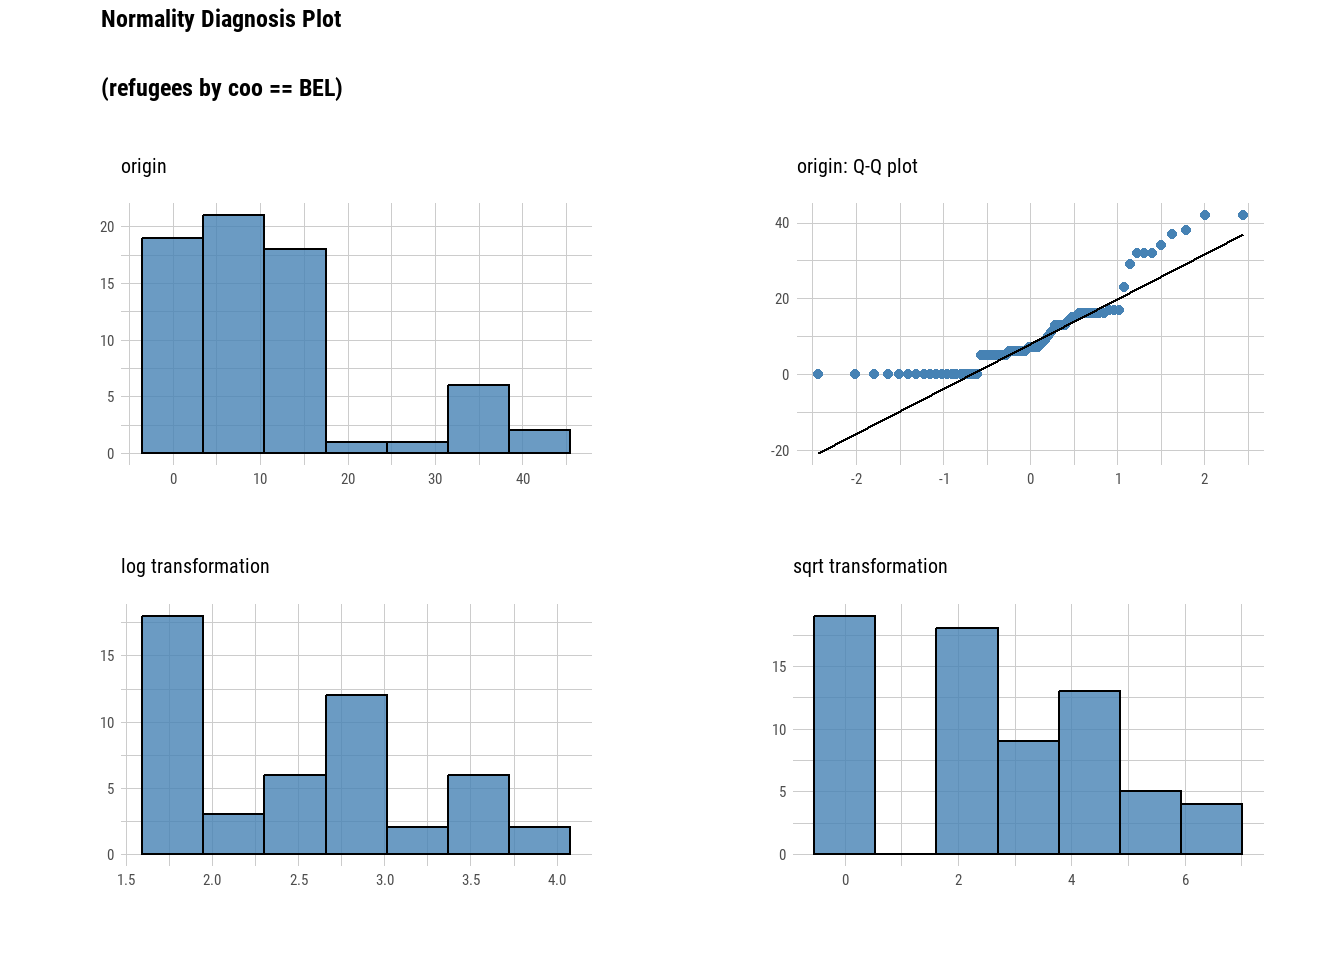 Normality Diagnosis Plot
(refugees by coo == BEL)
origin
20
15
10
5
0
0 10 20 30 40
origin: Q-Q plot
40
20
0
-20
-2 -1 0 1 2
log transformation
15
10
5
0
1.5 2.0 2.5 3.0 3.5 4.0
sqrt transformation
15
10
5
0
0 2 4 6